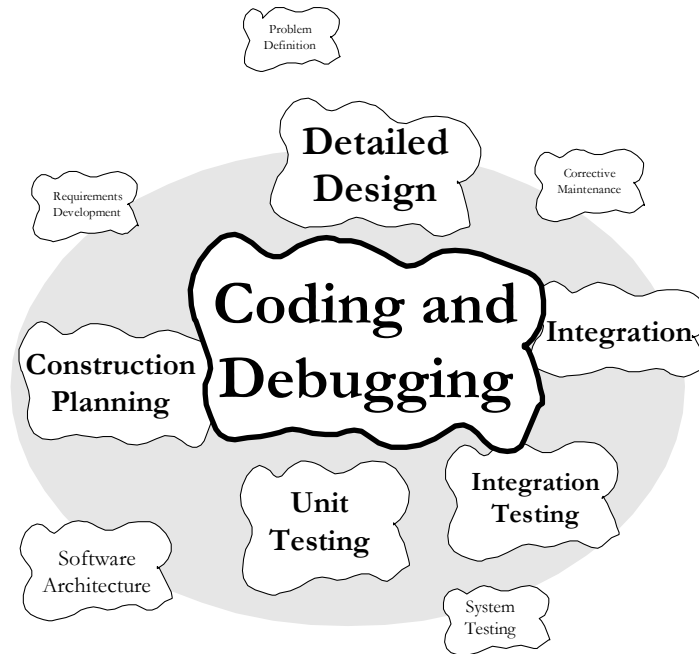 Problem
Definition
Detailed
Design
Corrective
Maintenance
Requirements
Development
Coding and
Debugging
Integration
Construction
Planning
Unit
Testing
Integration
Testing
Software
Architecture
System
Testing